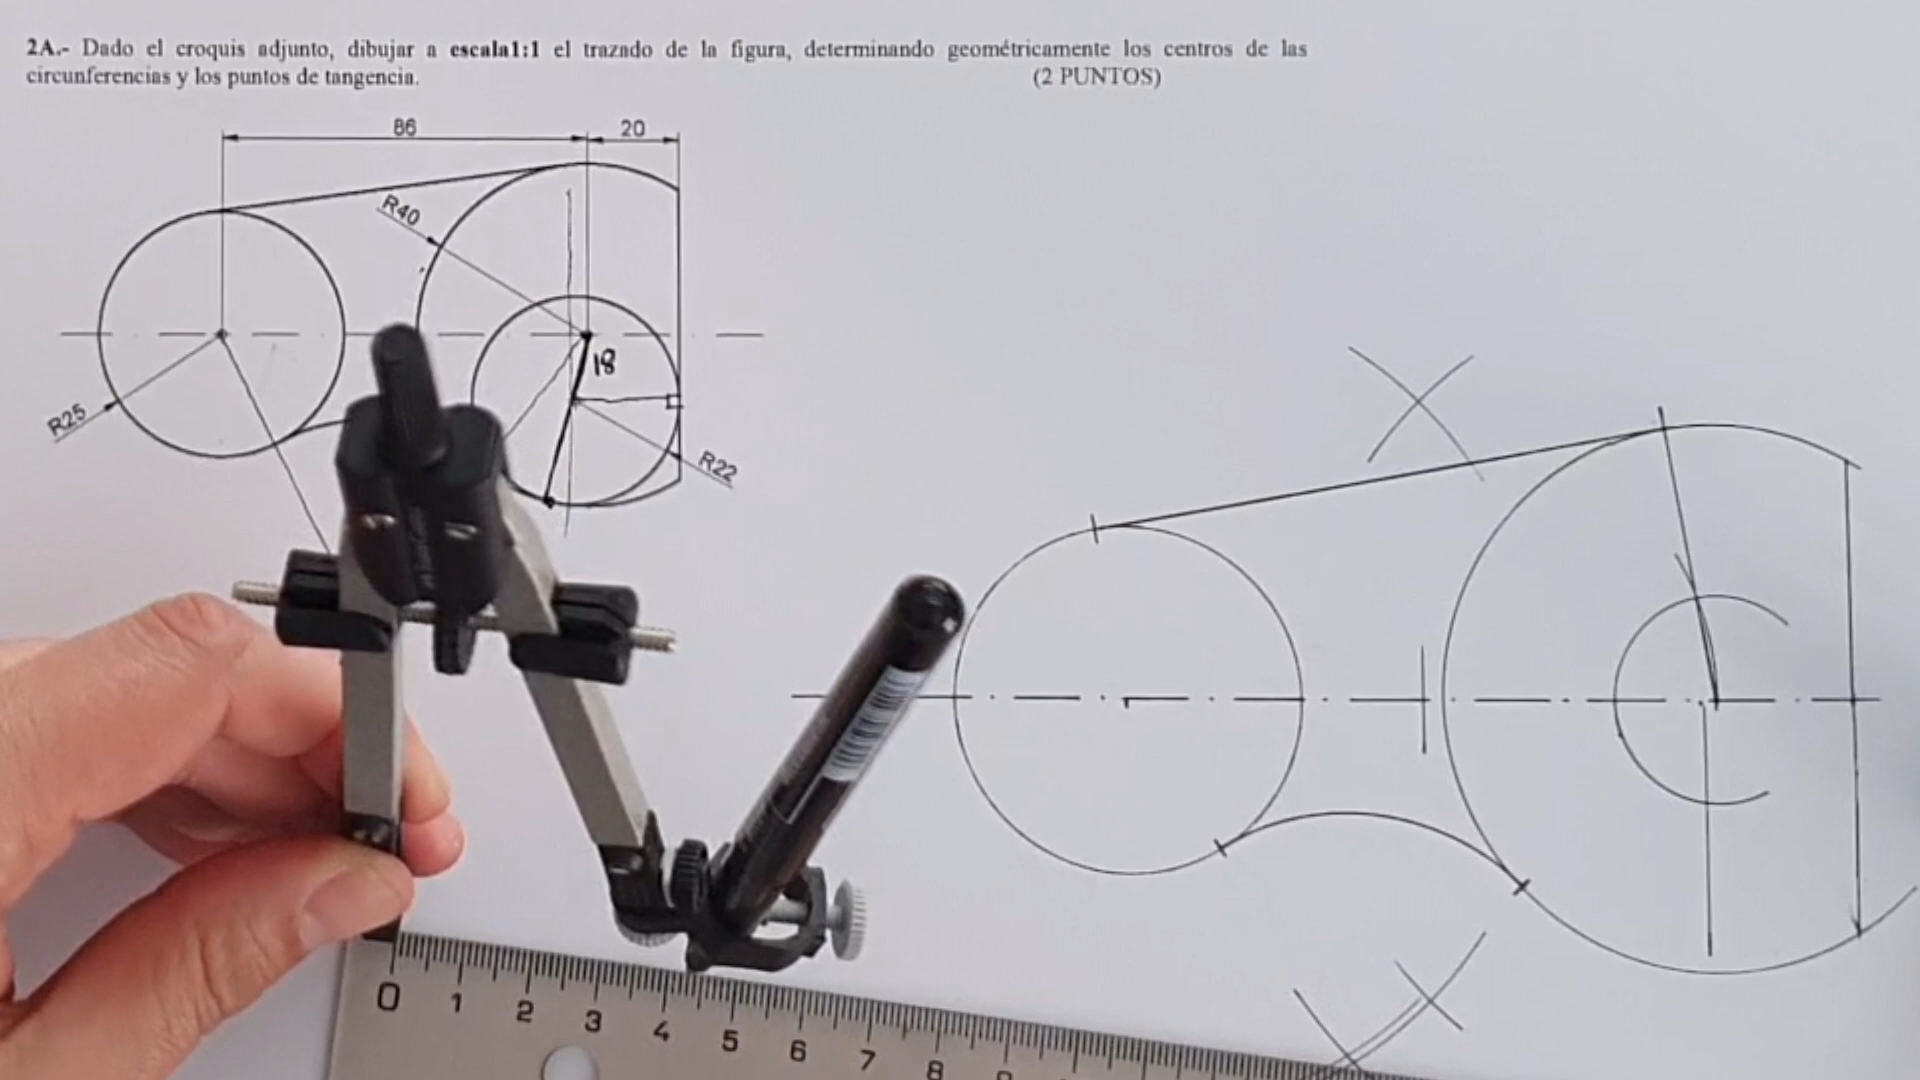 2A.- Dado el croquis adjunto, dibujar a escala1:1 el trazado de la figura, determinando geométricamente los centros de las
circunferencias y los puntos de tangencia. (2 PUNTOS)
86
20
R40
18
R25
R22
0 1 2 3 4 5 6 7 8